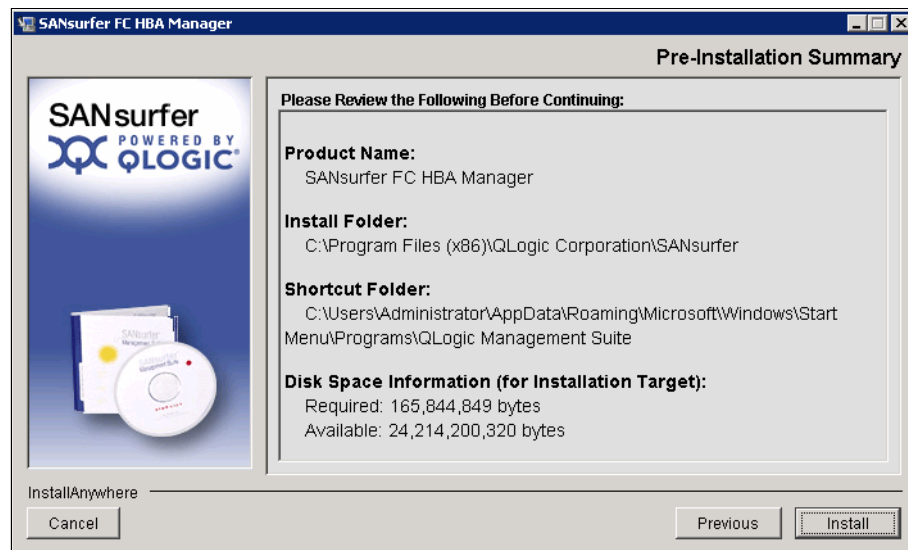 SANsurfer FC HBA Manager
Pre-Installation Summary
SANsurfer
POWERED BY
QLOGIC
Please Review the Following Before Continuing:
Product Name:
SANsurfer FC HBA Manager
Install Folder:
C:\Program Files (x86)\QLogic Corporation\SANsurfer
Shortcut Folder:
C:\Users\Administrator\AppData\Roaming\Microsoft\Windows\Start
Menu\Programs\QLogic Management Suite
Disk Space Information (for Installation Target):
Required: 165,844,849 bytes
Available: 24,214,200,320 bytes
SANsurfer
Management Suite
InstallAnywhere
Cancel
Previous
Install